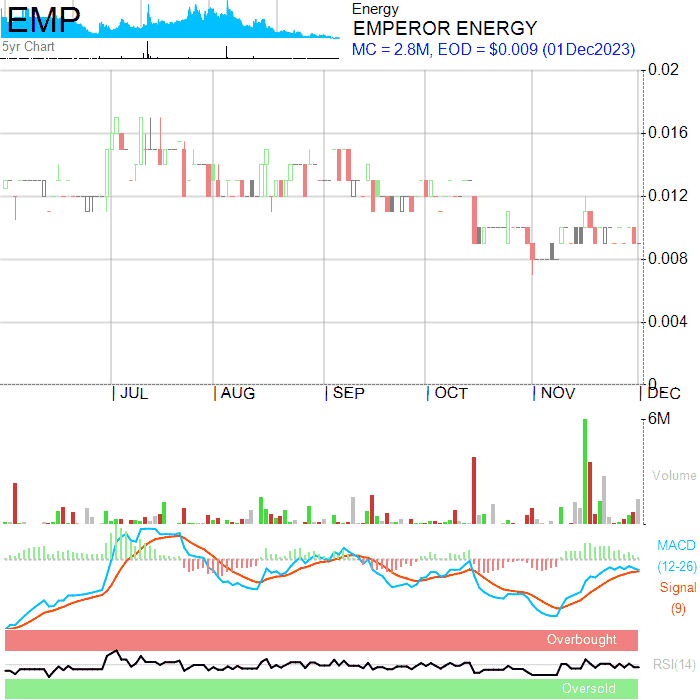 EMP
5yr Chart
Energy
EMPEROR ENERGY
MC = 2.8M, EOD = $0.009 (01Dec2023)
0.02
0.016
0.012
0.008
0.004
0
JUL AUG SEP OCT NOV DEC
6M
Volume
MACD
(12-26)
Signal
(9)
Overbought
RSI(14)
Oversold